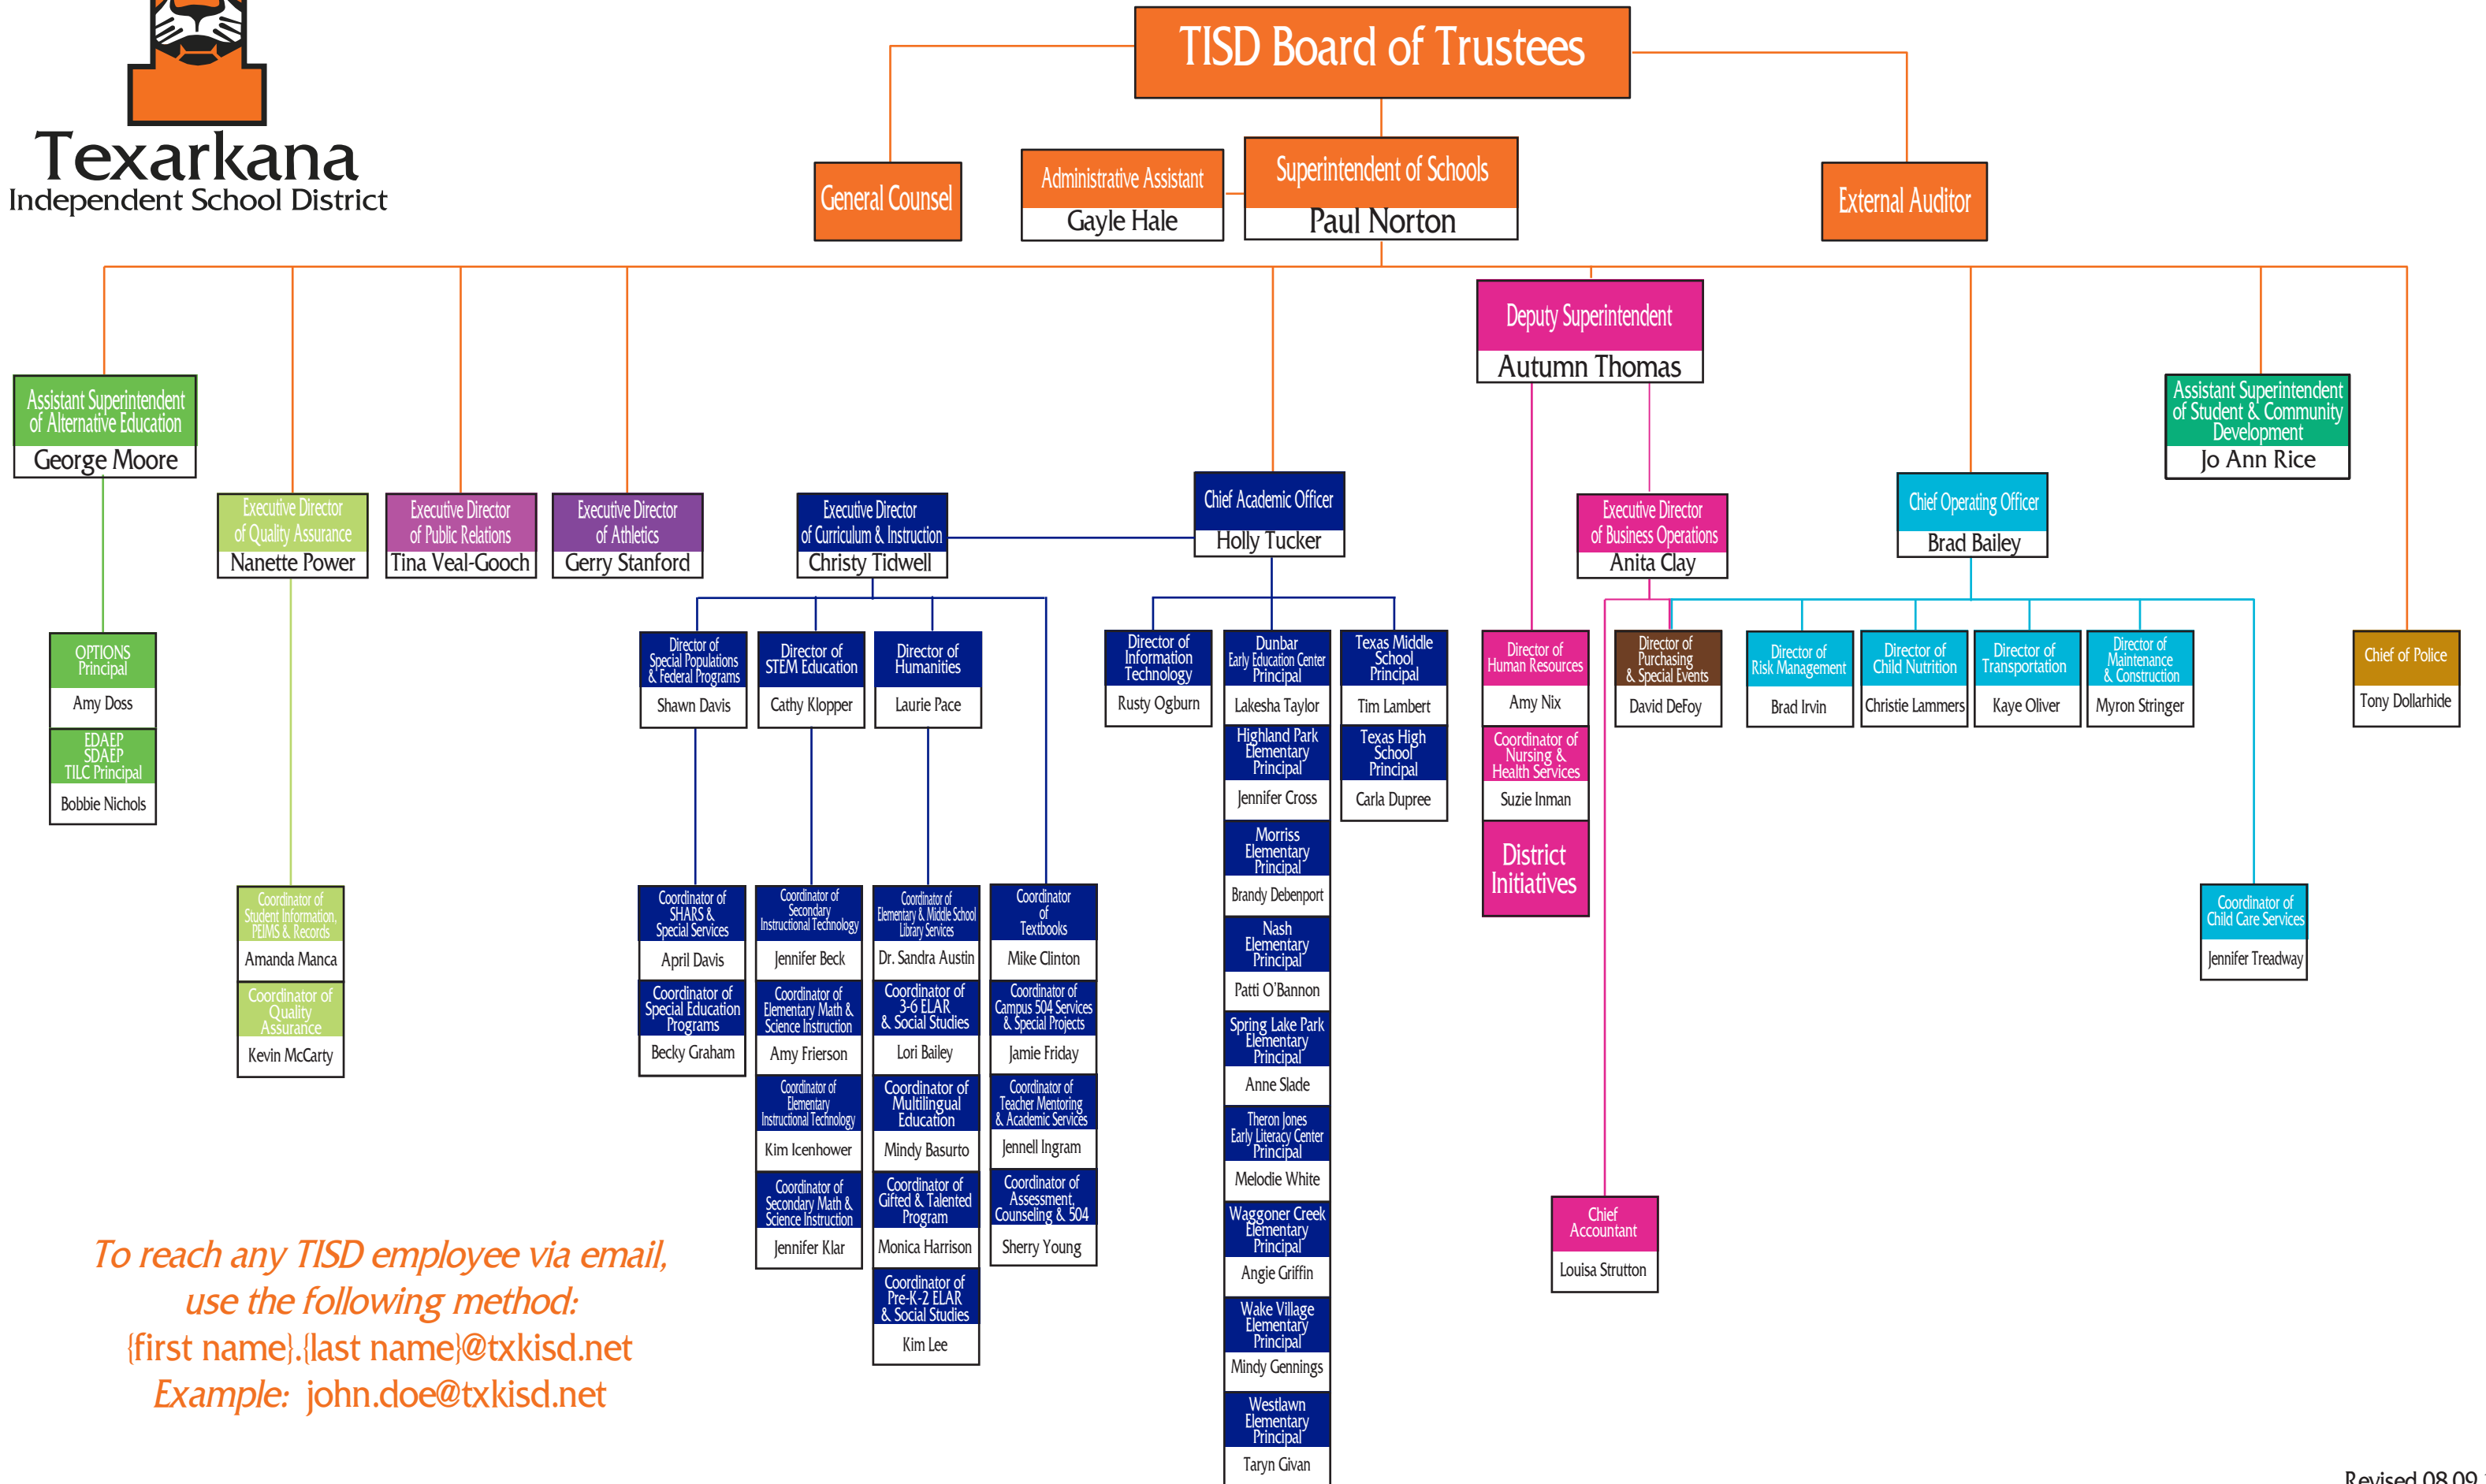 Texarkana
Independent School District
TISD Board of Trustees
General Counsel
Administrative Assistant
Gayle Hale
Superintendent of Schools
Paul Norton
External Auditor
Deputy Superintendent
Autumn Thomas
Assistant Superintendent
of Alternative Education
George Moore
Assistant Superintendent
of Student & Community
Development
Jo Ann Rice
Executive Director
of Quality Assurance
Nanette Power
Executive Director
of Public Relations
Tina Veal-Gooch
Executive Director
of Athletics
Gerry Stanford
Executive Director
of Curriculum & Instruction
Christy Tidwell
Chief Academic Officer
Holly Tucker
Executive Director
of Business Operations
Anita Clay
Chief Operating Officer
Brad Bailey
OPTIONS
Principal
Amy Doss
EDAEP
SDAEP
TILC Principal
Bobbie Nichols
Director of
Special Populations
& Federal Programs
Shawn Davis
Director of
STEM Education
Cathy Klopper
Director of
Humanities
Laurie Pace
Director of
Information
Technology
Rusty Ogburn
Dunbar
Early Education Center
Principal
Lakesha Taylor
Highland Park
Elementary
Principal
Jennifer Cross
Morriss
Elementary
Principal
Brandy Debenport
Nash
Elementary
Principal
Patti O'Bannon
Spring Lake Park
Elementary
Principal
Anne Slade
Theron Jones
Early Literacy Center
Principal
Melodie White
Waggoner Creek
Elementary
Principal
Angie Griffin
Wake Village
Elementary
Principal
Mindy Gennings
Westlawn
Elementary
Principal
Taryn Givan
Texas Middle
School
Principal
Tim Lambert
Texas High
School
Principal
Carla Dupree
Director of
Human Resources
Amy Nix
Coordinator of
Nursing &
Health Services
Suzie Inman
District
Initiatives
Director of
Purchasing
& Special Events
David DeFoy
Director of
Risk Management
Brad Irvin
Director of
Child Nutrition
Christie Lammers
Director of
Transportation
Kaye Oliver
Director of
Maintenance
& Construction
Myron Stringer
Chief of Police
Tony Dollarhide
Coordinator of
Student Information,
PEIMS & Records
Amanda Manca
Coordinator of
Quality
Assurance
Kevin McCarty
Coordinator of
SHARS &
Special Services
April Davis
Coordinator of
Special Education
Programs
Becky Graham
Coordinator of
Secondary
Instructional Technology
Jennifer Beck
Coordinator of
Elementary Math &
Science Instruction
Amy Frierson
Coordinator of
Elementary
Instructional Technology
Kim Icenhower
Coordinator of
Secondary Math &
Science Instruction
Jennifer Klar
Coordinator of
Elementary & Middle School
Library Services
Dr. Sandra Austin
Coordinator of
3-6 ELAR
& Social Studies
Lori Bailey
Coordinator of
Multilingual
Education
Mindy Basurto
Coordinator of
Gifted & Talented
Program
Monica Harrison
Coordinator of
Pre-K-2 ELAR
& Social Studies
Kim Lee
Coordinator
of
Textbooks
Mike Clinton
Coordinator of
Campus 504 Services
& Special Projects
Jamie Friday
Coordinator of
Teacher Mentoring
& Academic Services
Jennell Ingram
Coordinator of
Assessment,
Counseling & 504
Sherry Young
Coordinator of
Child Care Services
Jennifer Treadway
Chief
Accountant
Louisa Strutton
To reach any TISD employee via email,
use the following method:
{first name}.{last name}@txkisd.net
Example: john.doe@txkisd.net
Revised 08.09